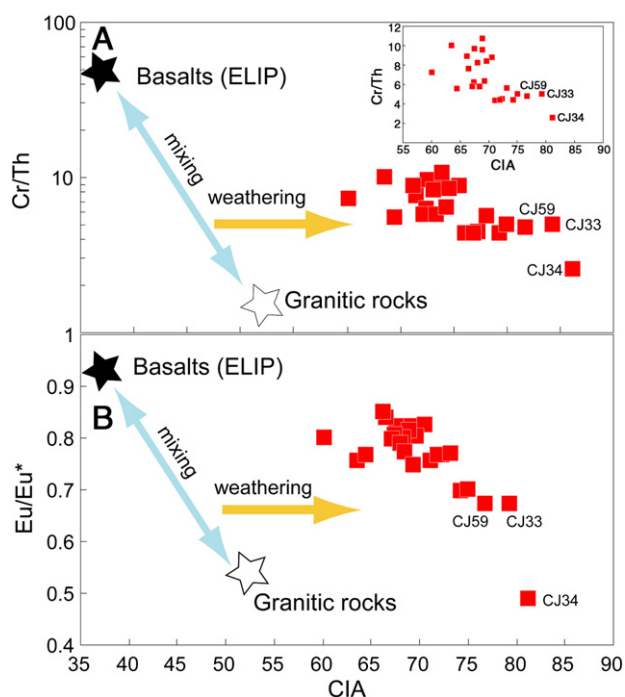 A
Cr/Th
100
10
1
Basalts (ELIP)
mixing
weathering
Granitic rocks
CJ59
CJ33
CJ34
Cr/Th
12
10
8
6
4
2
CJ59
CJ33
CJ34
55 60 65 70 75 80 85 90
CIA
B
Eu/Eu*
0.9
0.8
0.7
0.6
0.5
0.4
Basalts (ELIP)
mixing
weathering
Granitic rocks
CJ59
CJ33
CJ34
35 40 45 50 55 60 65 70 75 80 85 90
CIA